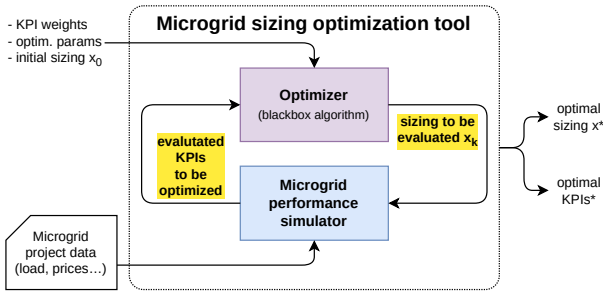 Microgrid sizing optimization tool
- KPI weights
- optim. params
- initial sizing x0
Optimizer
(blackbox algorithm)
evalutated
KPIs
to be
optimized
sizing to be
evaluated xk
Microgrid
performance
simulator
optimal
sizing x*
optimal
KPIs*
Microgrid
project data
(load, prices…)